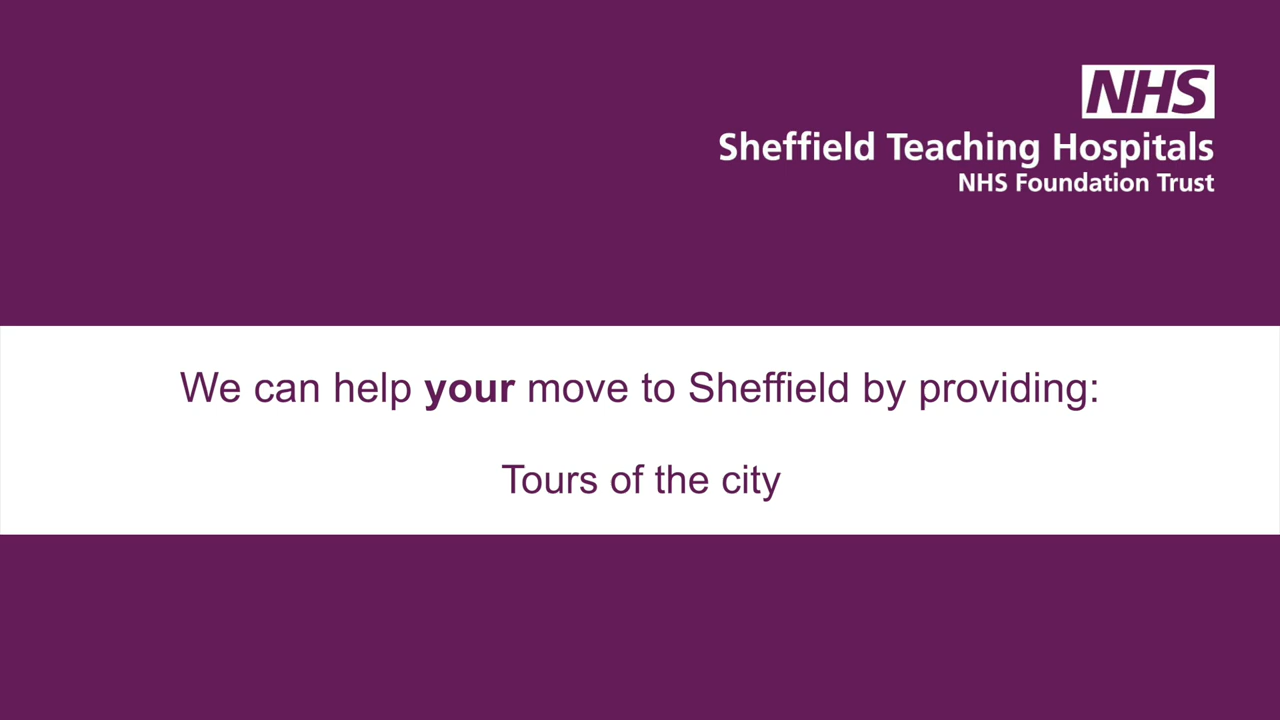 NHS
Sheffield Teaching Hospitals
NHS Foundation Trust
We can help your move to Sheffield by providing:
Tours of the city